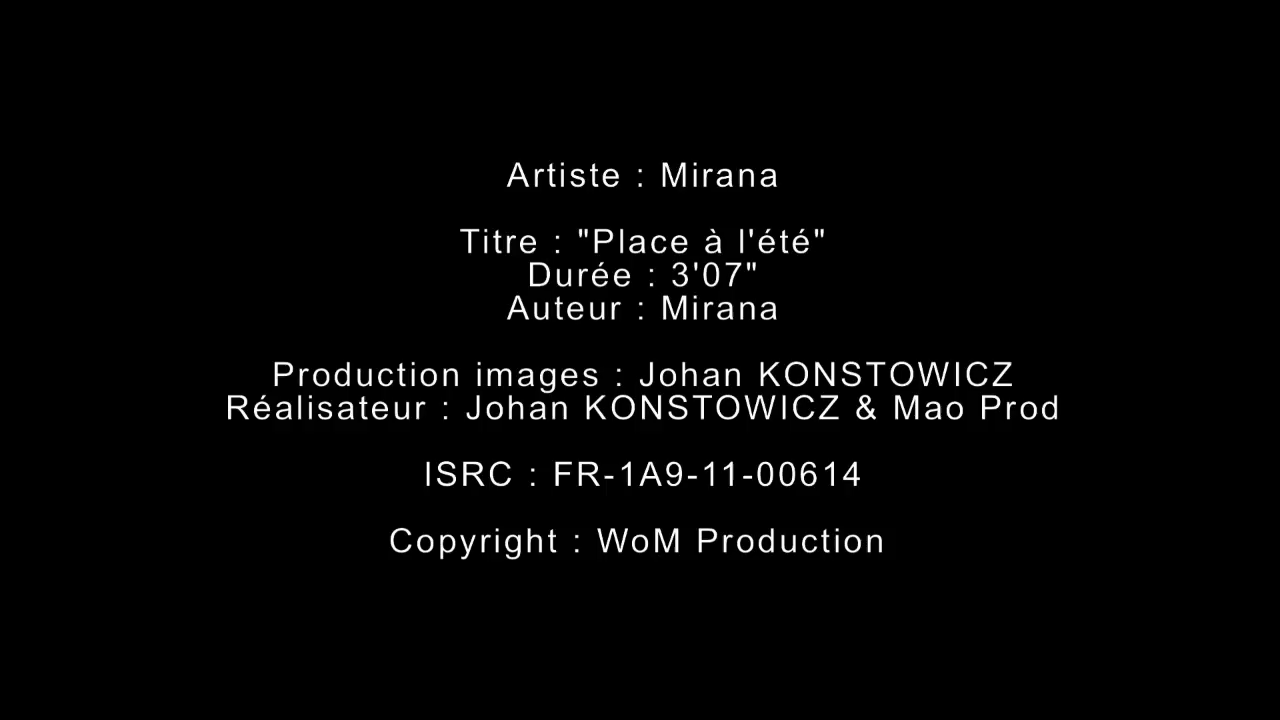 Artiste : Mirana
Titre : "Place à l'été"
Durée : 3'07"
Auteur : Mirana
Production images : Johan KONSTOWICZ
Réalisateur : Johan KONSTOWICZ & Mao Prod
ISRC : FR-1A9-11-00614
Copyright : WoM Production